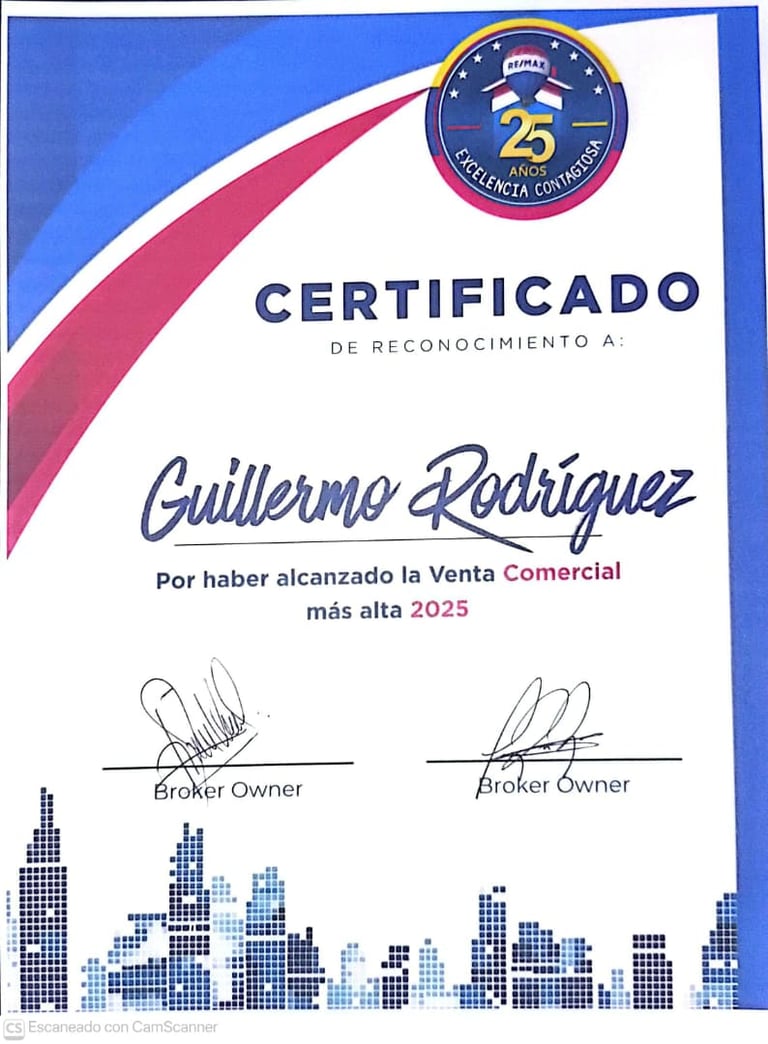 RE/MAX
25
AÑOS
EXCELENCIA CONTAGIOSA
CERTIFICADO
DE RECONOCIMIENTO A:
Guillermo Rodríguez
Por haber alcanzado la Venta Comercial
más alta 2025
Broker Owner
Broker Owner
CS Escaneado con CamScanner